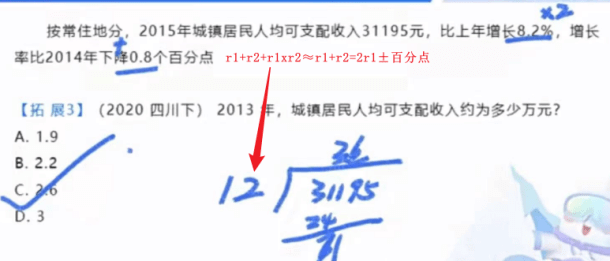 ×2
按常住地分，2015年城镇居民人均可支配收入31195元，比上年增长8.2%，增长
+
率比2014年下降0.8个百分点 r1+r2+r1xr2≈r1+r2=2r1±百分点
【拓展3】（2020 四川下） 2013 年，城镇居民人均可支配收入约为多少万元？
A. 1.9
B. 2.2
C. 2.6
D. 3
26
12 31195
24